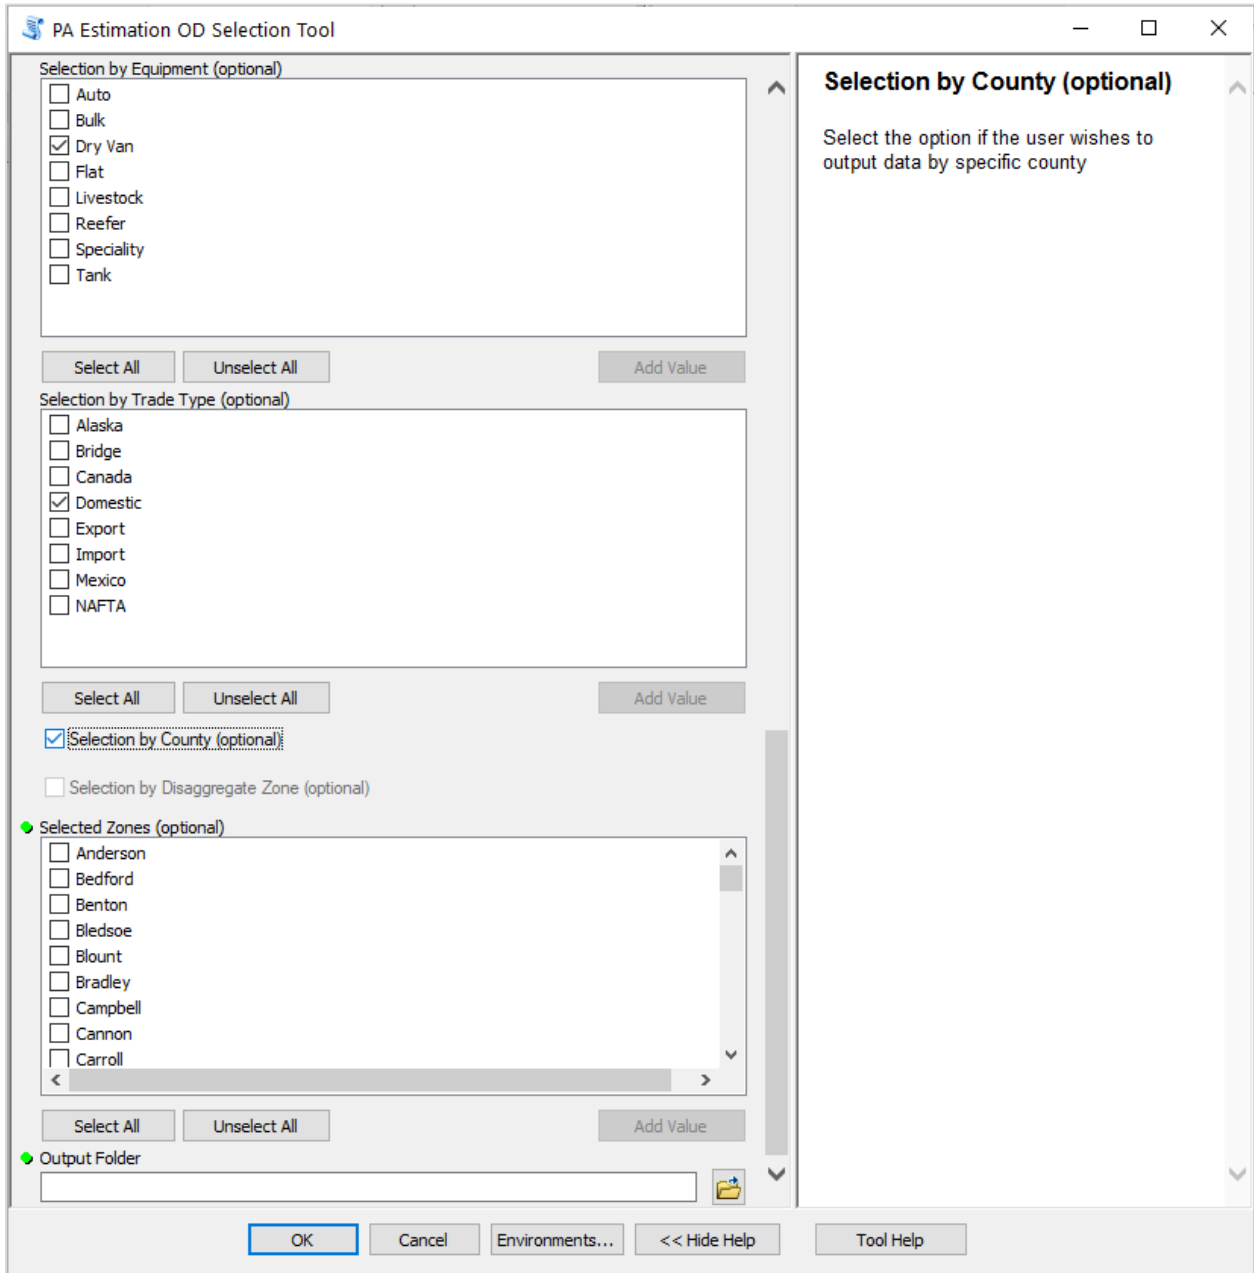 PA Estimation OD Selection Tool
Selection by Equipment (optional)
Auto
Bulk
Dry Van
Flat
Livestock
Reefer
Speciality
Tank
Select All
Unselect All
Add Value
Selection by Trade Type (optional)
Alaska
Bridge
Canada
Domestic
Export
Import
Mexico
NAFTA
Select All
Unselect All
Add Value
Selection by County (optional)
Selection by Disaggregate Zone (optional)
Selected Zones (optional)
Anderson
Bedford
Benton
Bledsoe
Blount
Bradley
Campbell
Cannon
Carroll
Select All
Unselect All
Add Value
Output Folder
Selection by County (optional)
Select the option if the user wishes to
output data by specific county
OK
Cancel
Environments...
<< Hide Help
Tool Help